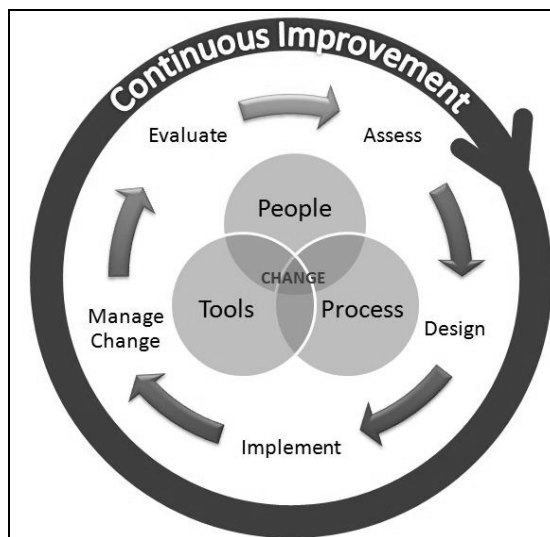 Continuous Improvement
Evaluate
Assess
People
CHANGE
Tools
Process
Manage
Change
Design
Implement